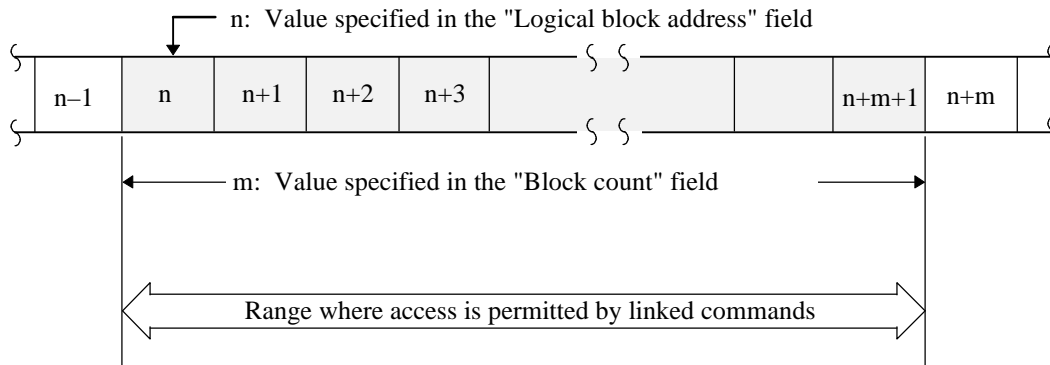 n: Value specified in the "Logical block address" field
n–1 n n+1 n+2 n+3 n+m+1 n+m
m: Value specified in the "Block count" field
Range where access is permitted by linked commands